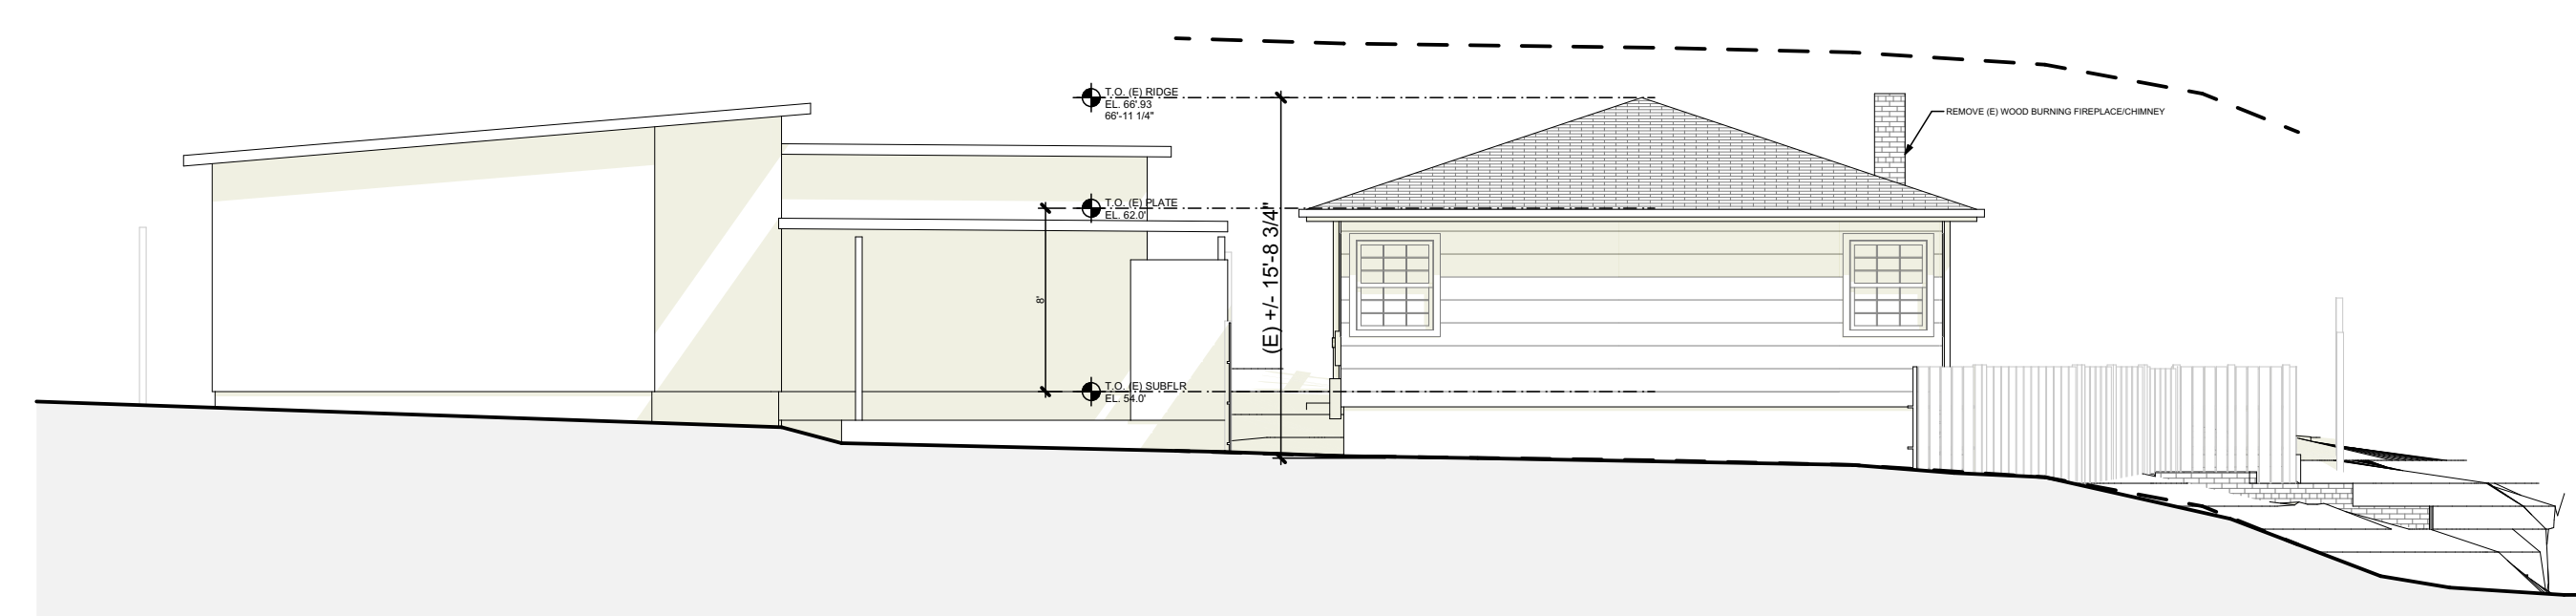 T.O. (E) RIDGE
EL. 66'.93
66'-11 1/4"
REMOVE (E) WOOD BURNING FIREPLACE/CHIMNEY
T.O. (E) PLATE
EL. 62.0'
(E) +/- 15'-8 3/4"
8'
T.O. (E) SUBFLR
EL. 54.0'